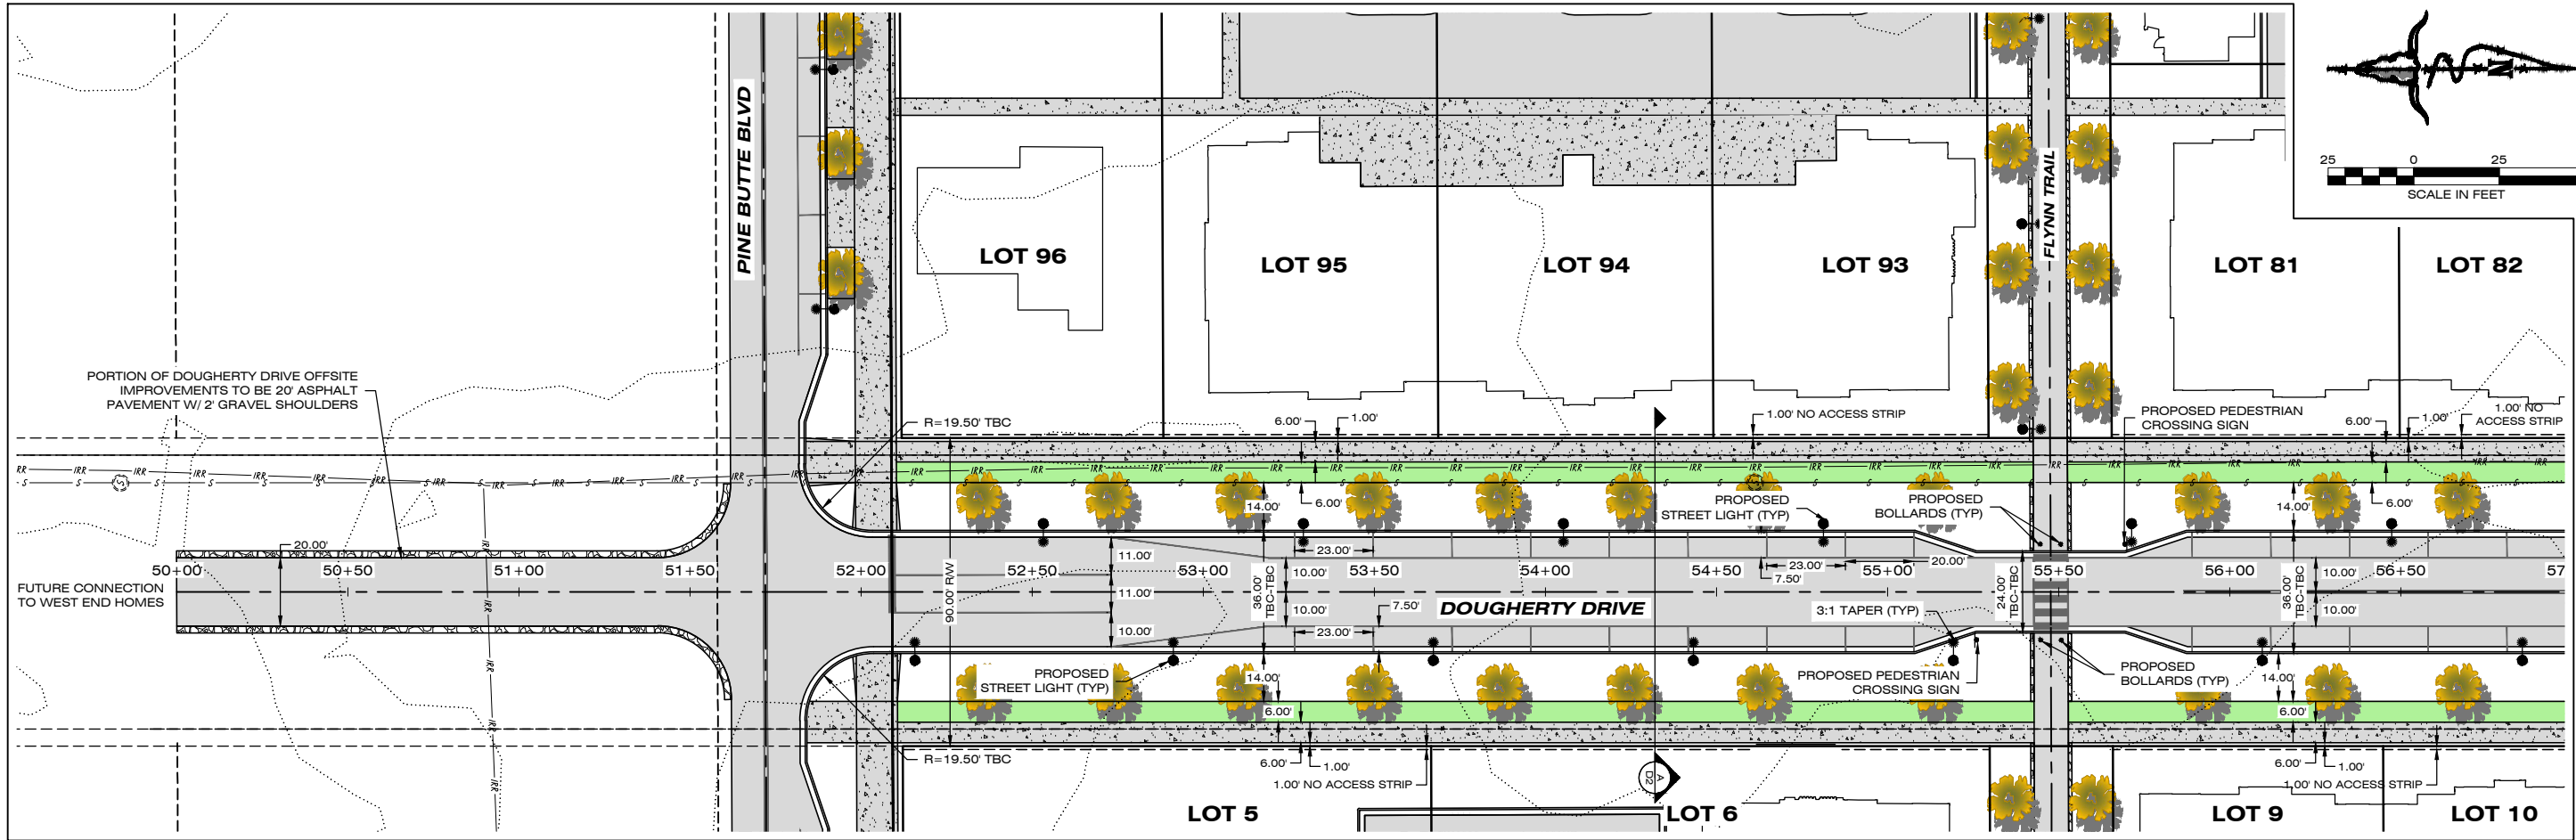 PINE BUTTE BLVD
FLYNN TRAIL
N
25 0 25
SCALE IN FEET
LOT 96
LOT 95
LOT 94
LOT 93
LOT 81
LOT 82
PORTION OF DOUGHERTY DRIVE OFFSITE
IMPROVEMENTS TO BE 20' ASPHALT
PAVEMENT W/ 2' GRAVEL SHOULDERS
R=19.50' TBC
6.00'
1.00'
1.00' NO ACCESS STRIP
PROPOSED PEDESTRIAN
CROSSING SIGN
6.00'
1.00'
1.00' NO
ACCESS STRIP
IRR
S
14.00'
6.00'
PROPOSED
STREET LIGHT (TYP)
PROPOSED
BOLLARDS (TYP)
14.00'
6.00'
20.00'
11.00'
23.00'
10.00'
7.50'
23.00'
20.00'
10.00'
50+00
50+50
51+00
51+50
52+00
52+50
53+00
53+50
54+00
54+50
55+00
55+50
56+00
56+50
57
FUTURE CONNECTION
TO WEST END HOMES
90.00' R/W
11.00'
10.00'
36.00'
TBC-TBC
10.00'
23.00'
7.50'
DOUGHERTY DRIVE
3:1 TAPER (TYP)
24.00'
TBC-TBC
36.00'
TBC-TBC
10.00'
PROPOSED
STREET LIGHT (TYP)
14.00'
6.00'
PROPOSED PEDESTRIAN
CROSSING SIGN
PROPOSED
BOLLARDS (TYP)
14.00'
6.00'
R=19.50' TBC
6.00'
1.00'
1.00' NO ACCESS STRIP
A
D2
6.00'
1.00'
1.00' NO ACCESS STRIP
LOT 5
LOT 6
LOT 9
LOT 10